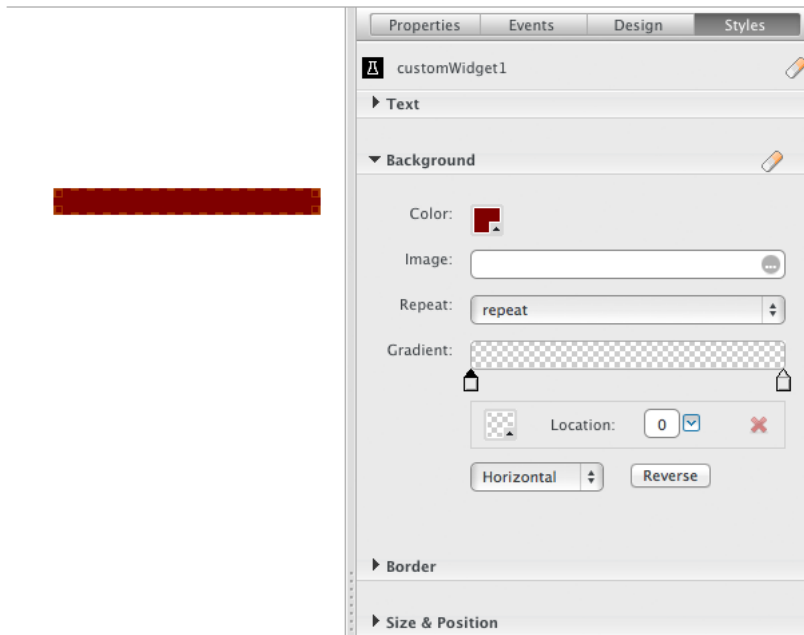 Properties Events Design Styles
customWidget1
Text
Background
Color:
Image:
...
Repeat: repeat
Gradient:
Location: 0
Horizontal Reverse
Border
Size & Position